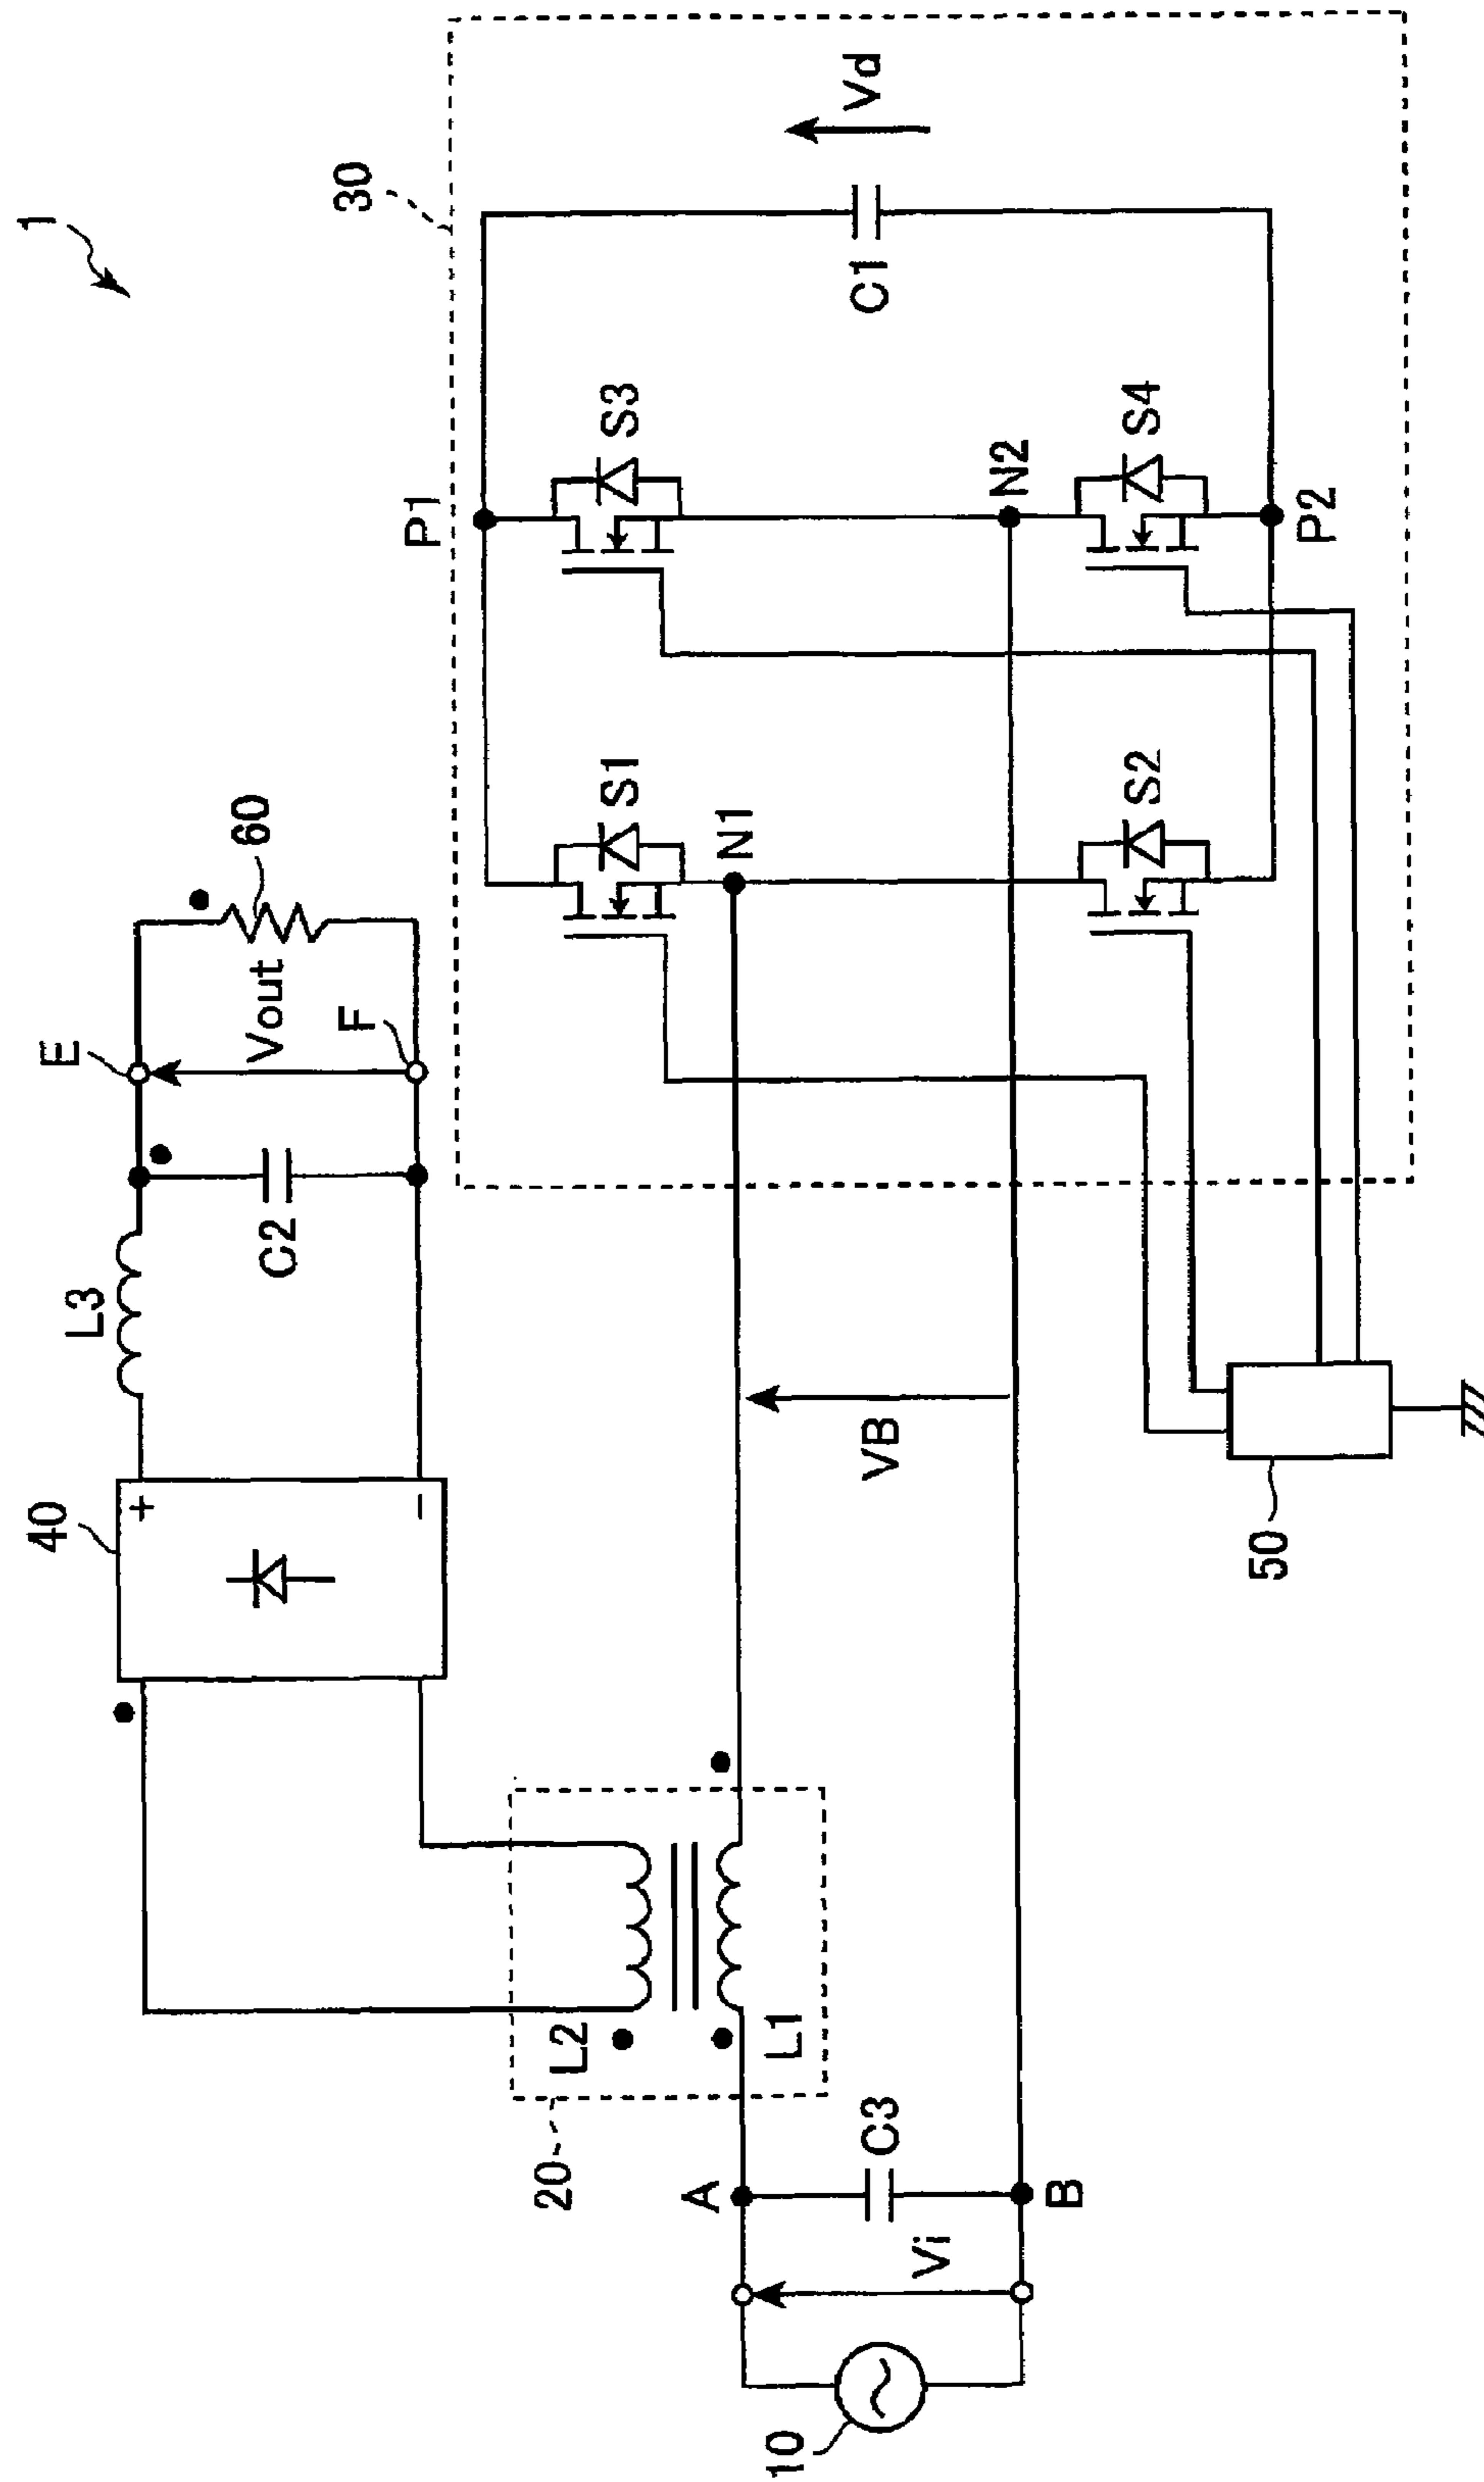 1
40
L3
E
60
C2
Vout
F
30
P1
S1
S3
N1
N2
C1
Vd
S2
S4
P2
20
L2
L1
A
VB
C3
Vi
B
10
50
+
−